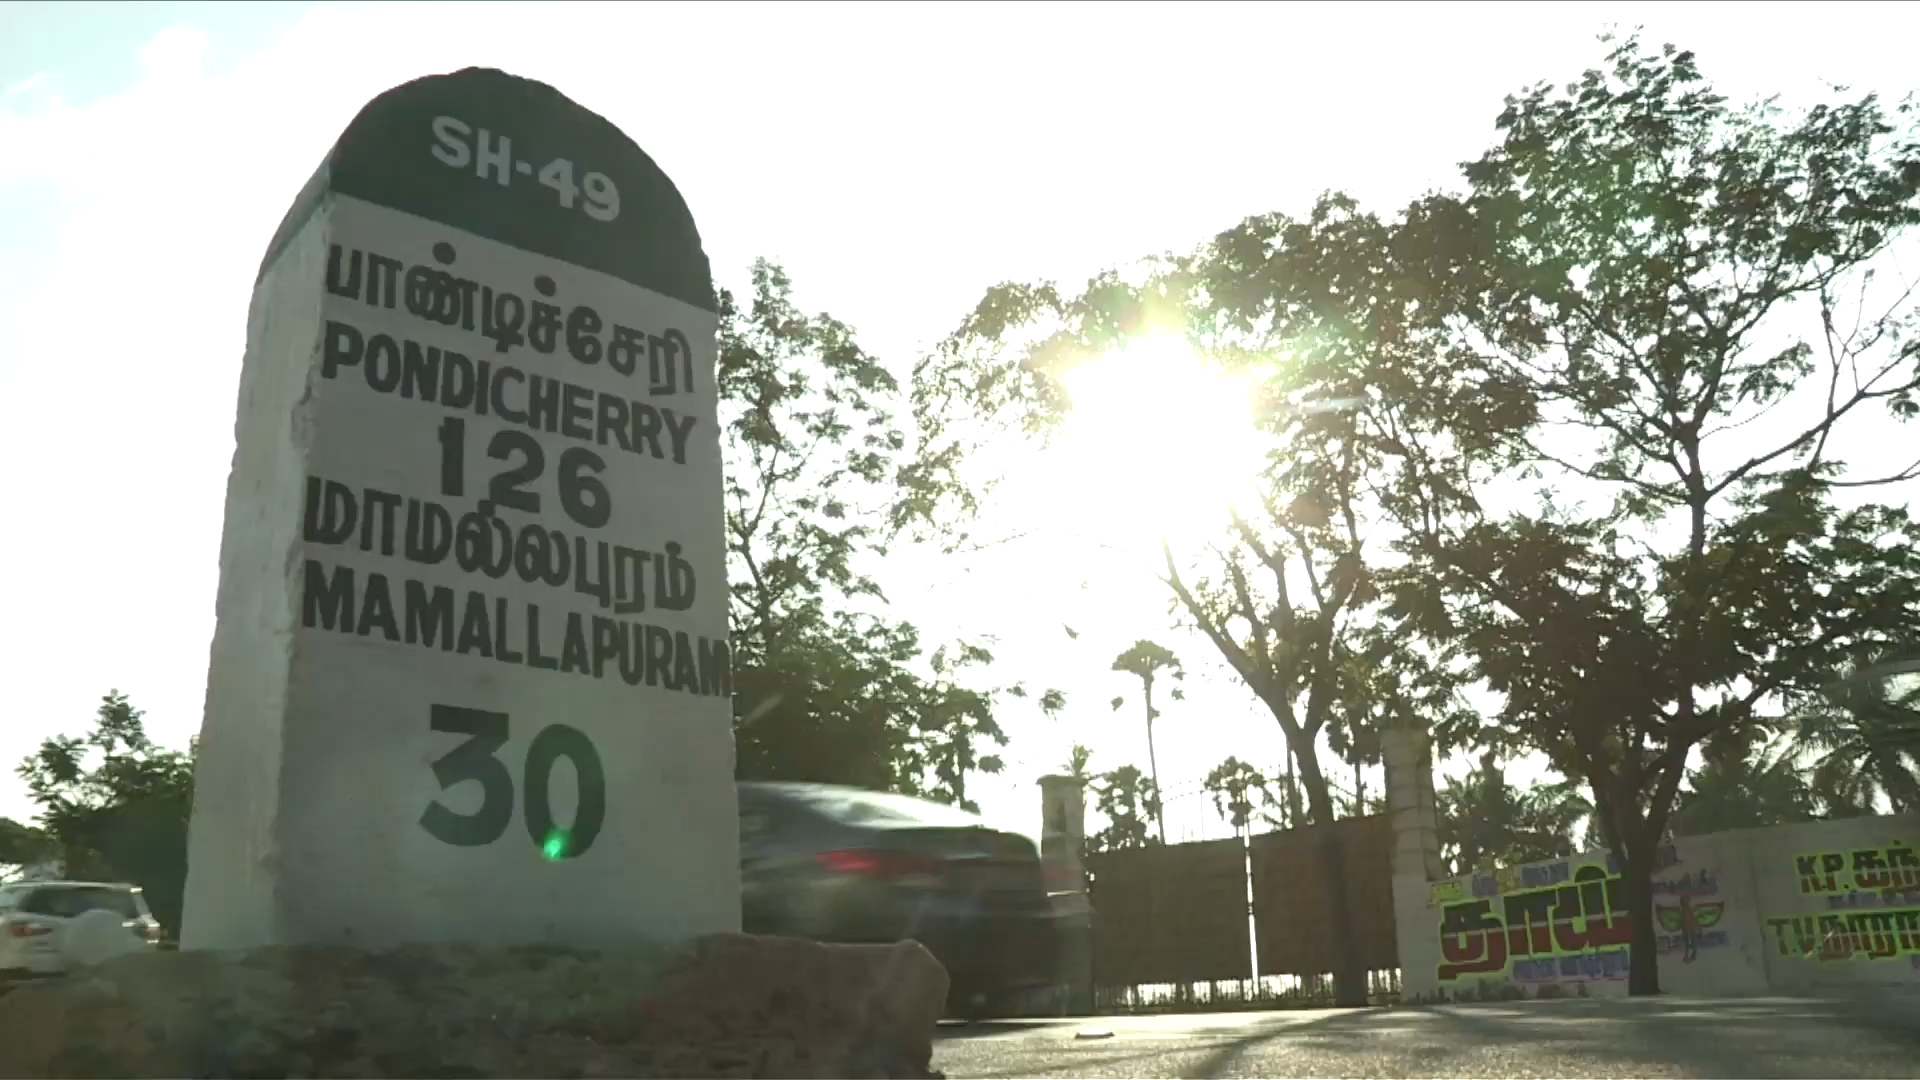 SH-49
பாண்டிச்சேரி
PONDICHERRY
126
மாமல்லபுரம்
MAMALLAPURAM
30
தாய்
K.P.
T.V.